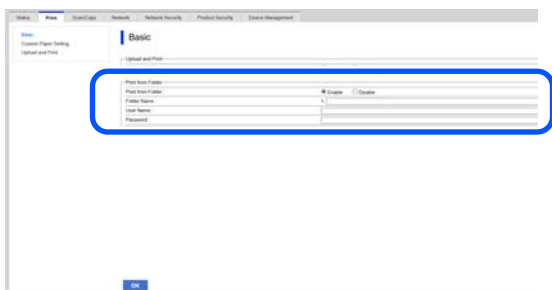 Status Print Scan/Copy Network Network Security Product Security Device Management
Basic
Custom Paper Setting
Upload and Print
Basic
Upload and Print
Print from Folder
Print from Folder : Enable Disable
Folder Name :
User Name :
Password :
OK